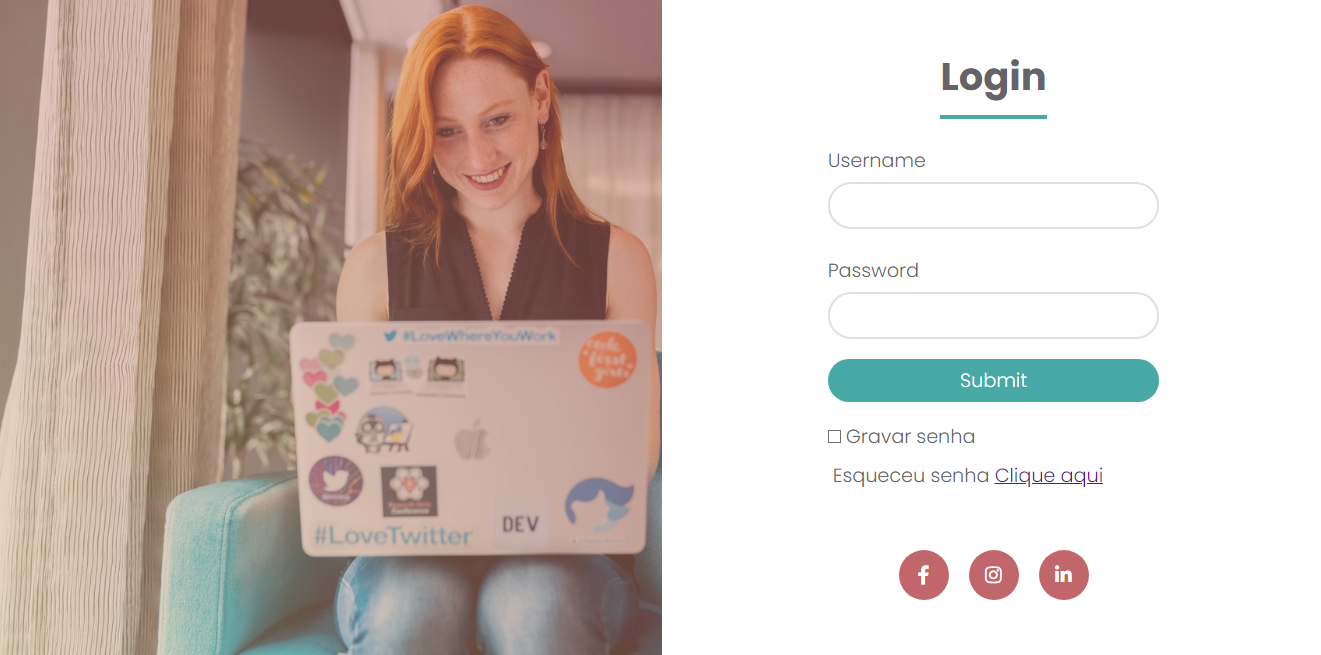 Login
Username
Password
Submit
Gravar senha
Esqueceu senha Clique aqui
#LoveWhereYouWork
code
first
girls
#LoveTwitter
DEV